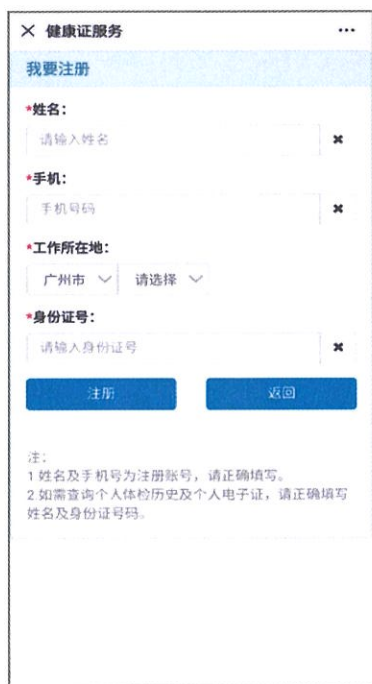 × 健康证服务 ···
我要注册
*姓名:
请输入姓名 ×
*手机:
手机号码 ×
*工作所在地:
广州市 请选择
*身份证号:
请输入身份证号 ×
注册 返回
注:
1 姓名及手机号为注册账号，请正确填写。
2 如需查询个人体检历史及个人电子证，请正确填写
姓名及身份证号码。